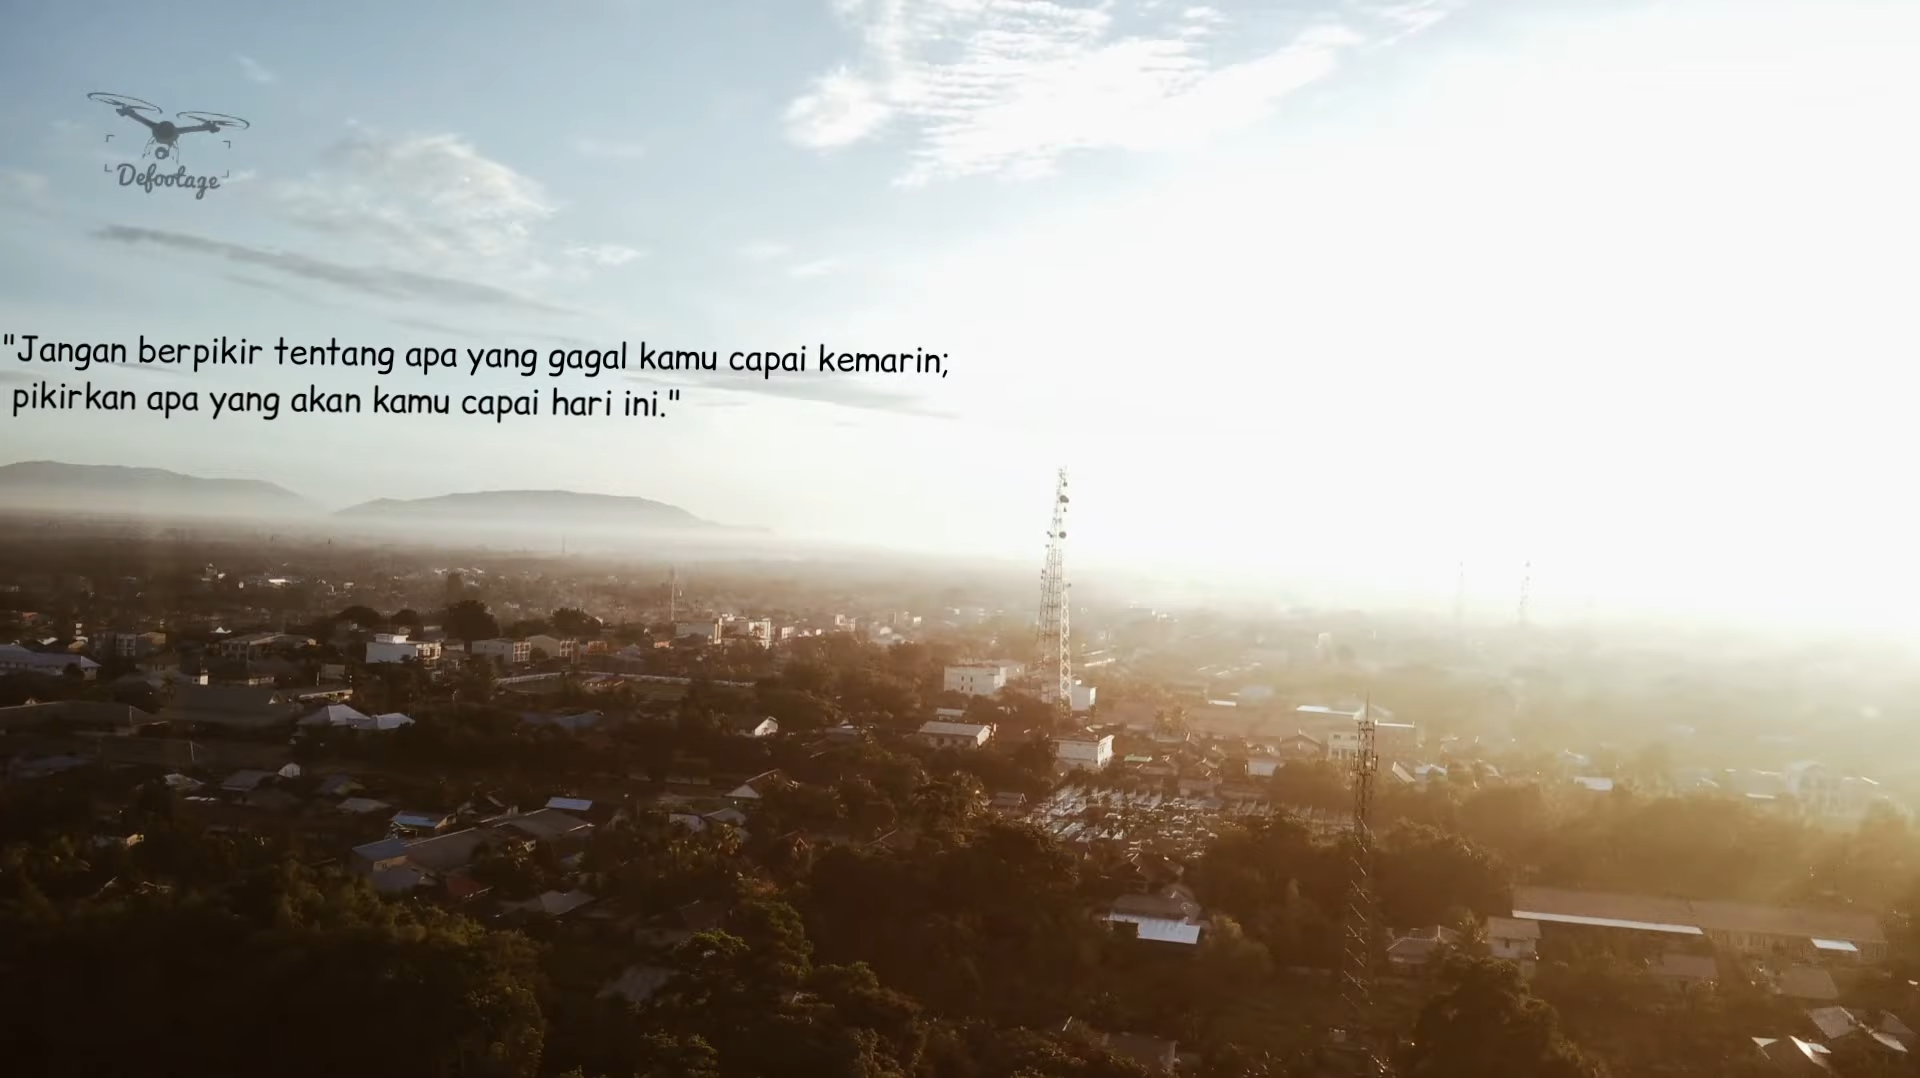 Defootage
"Jangan berpikir tentang apa yang gagal kamu capai kemarin;
pikirkan apa yang akan kamu capai hari ini."